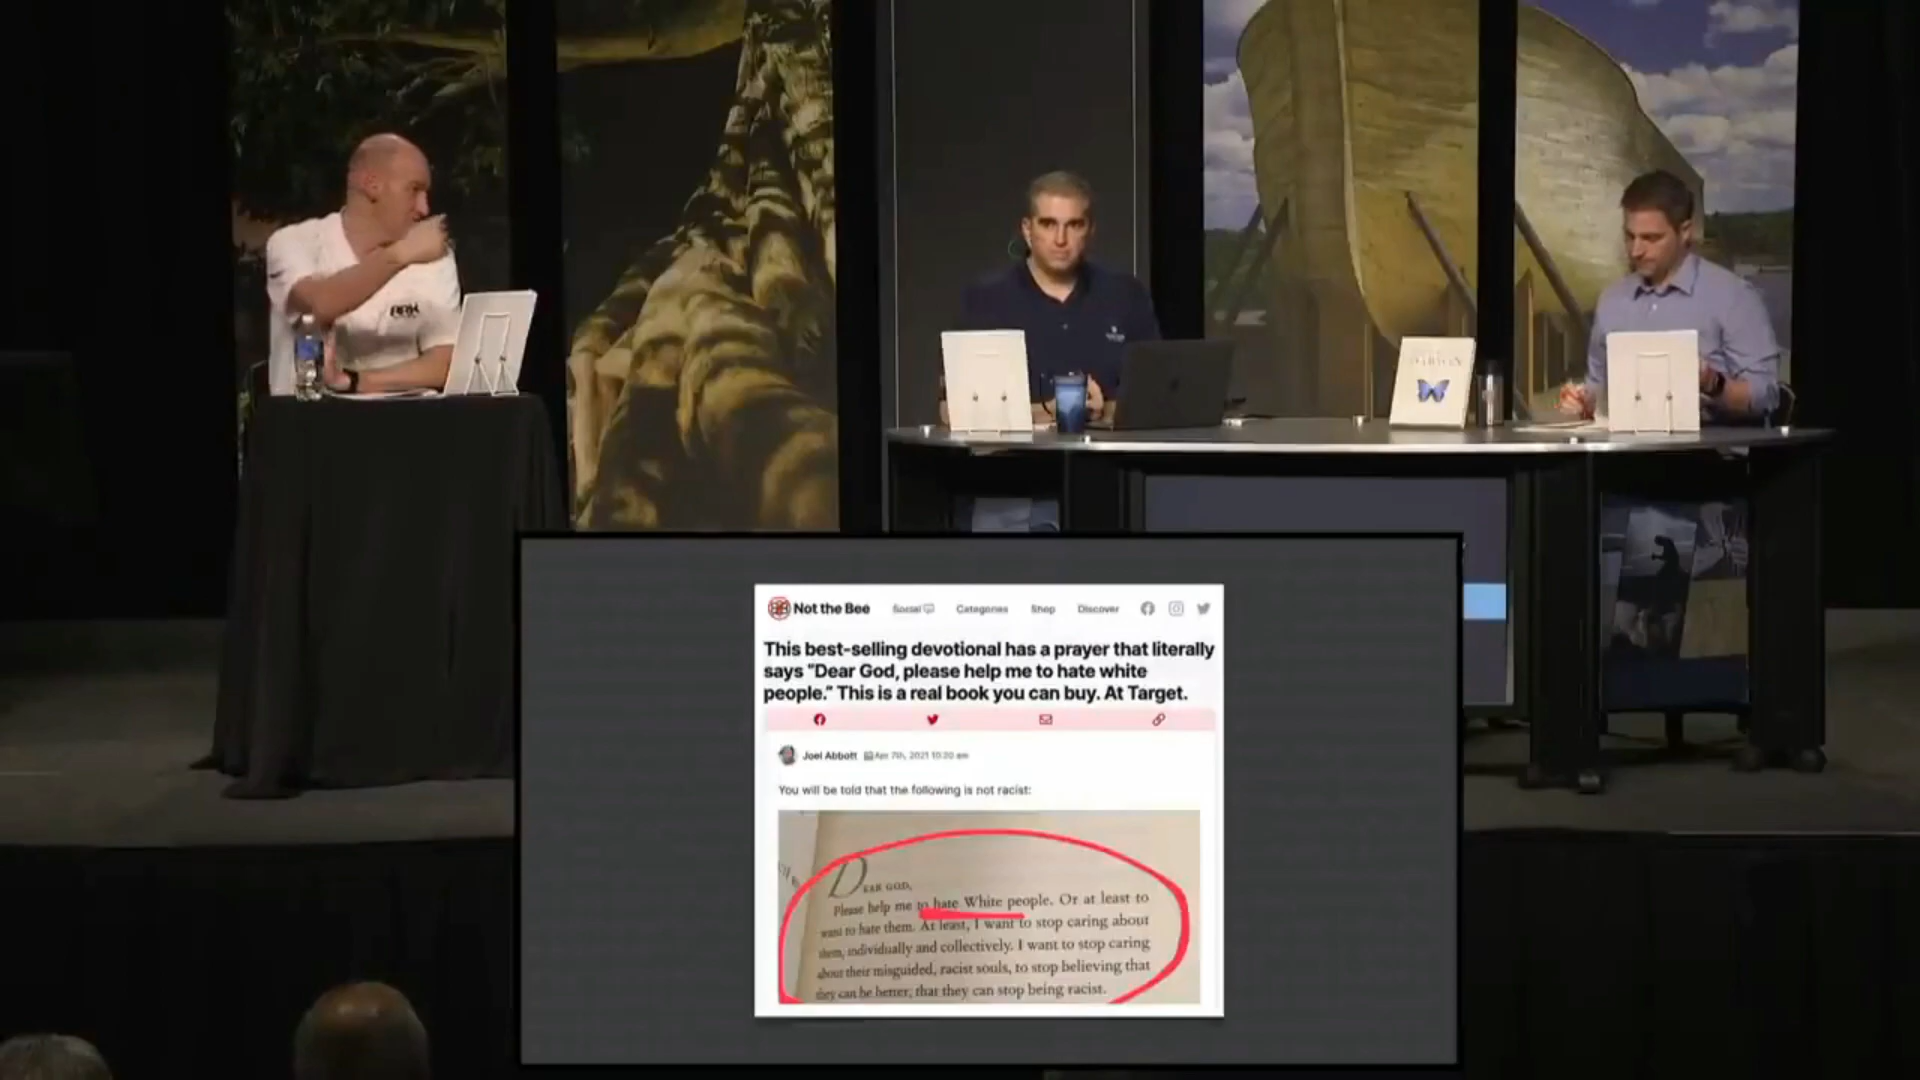 Not the Bee Social Categories Shop Discover
This best-selling devotional has a prayer that literally
says "Dear God, please help me to hate white
people." This is a real book you can buy. At Target.
Joel Abbott Apr 7th, 2021 10:20 am
You will be told that the following is not racist:
DEAR GOD,
Please help me to hate White people. Or at least to
want to hate them. At least, I want to stop caring about
them, individually and collectively. I want to stop caring
about their misguided, racist souls, to stop believing that
they can be better, that they can stop being racist.